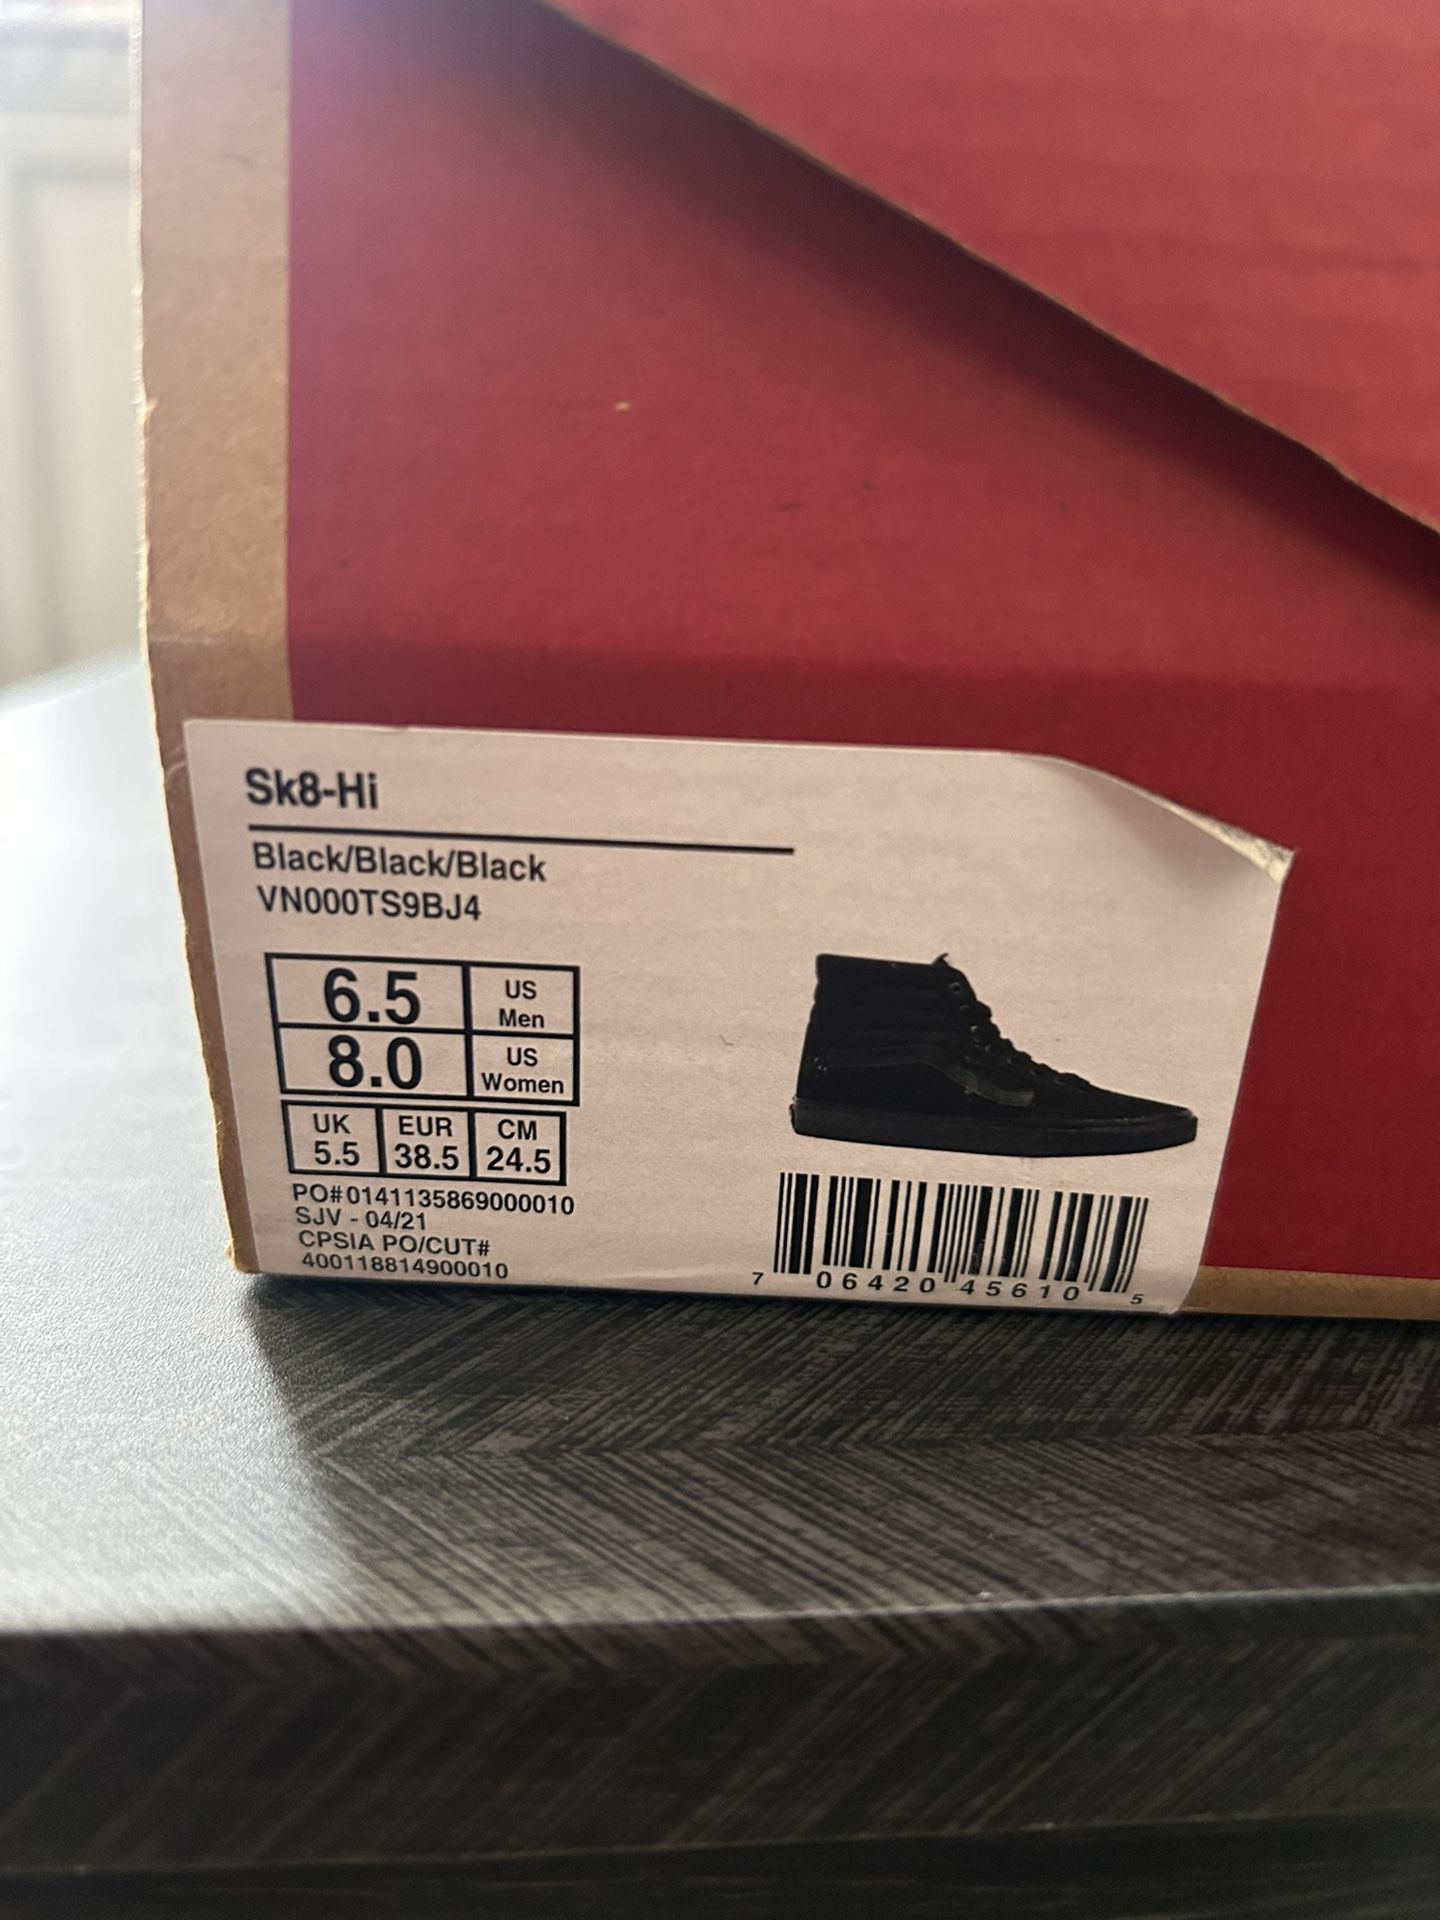 Sk8-Hi
Black/Black/Black
VN000TS9BJ4
6.5 US Men
8.0 US Women
UK EUR CM
5.5 38.5 24.5
PO#0141135869000010
SJV - 04/21
CPSIA PO/CUT#
400118814900010
7 06420 45610 5